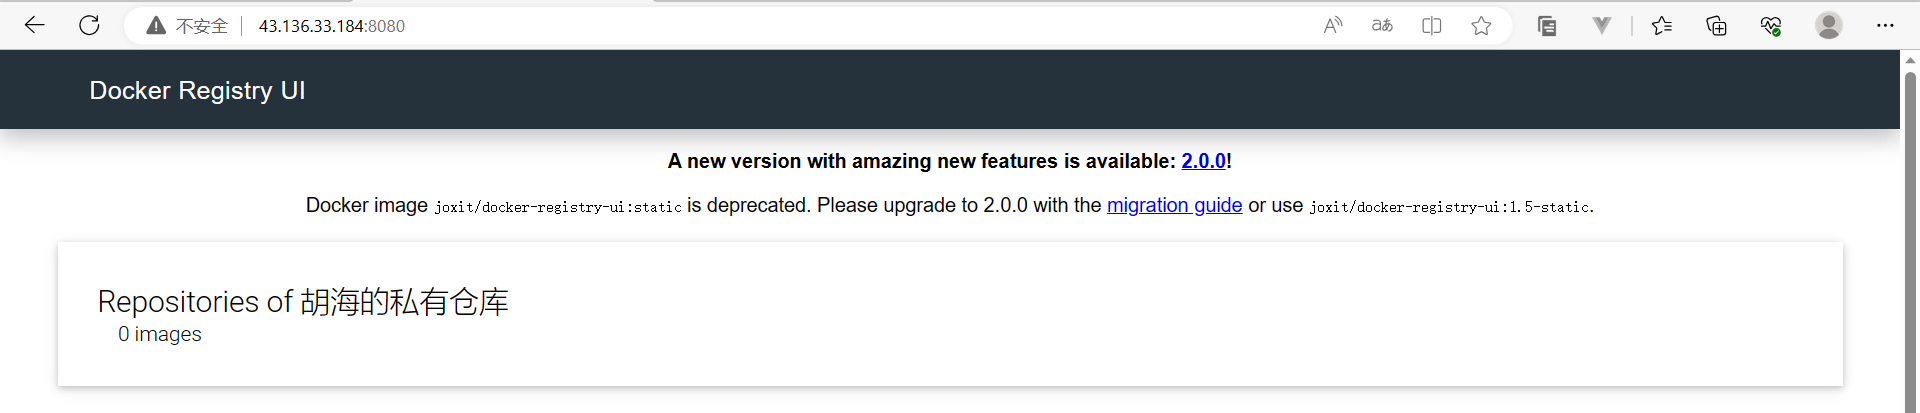 不安全 43.136.33.184:8080
Docker Registry UI
A new version with amazing new features is available: 2.0.0!
Docker image joxit/docker-registry-ui:static is deprecated. Please upgrade to 2.0.0 with the migration guide or use joxit/docker-registry-ui:1.5-static.
Repositories of 胡海的私有仓库
0 images